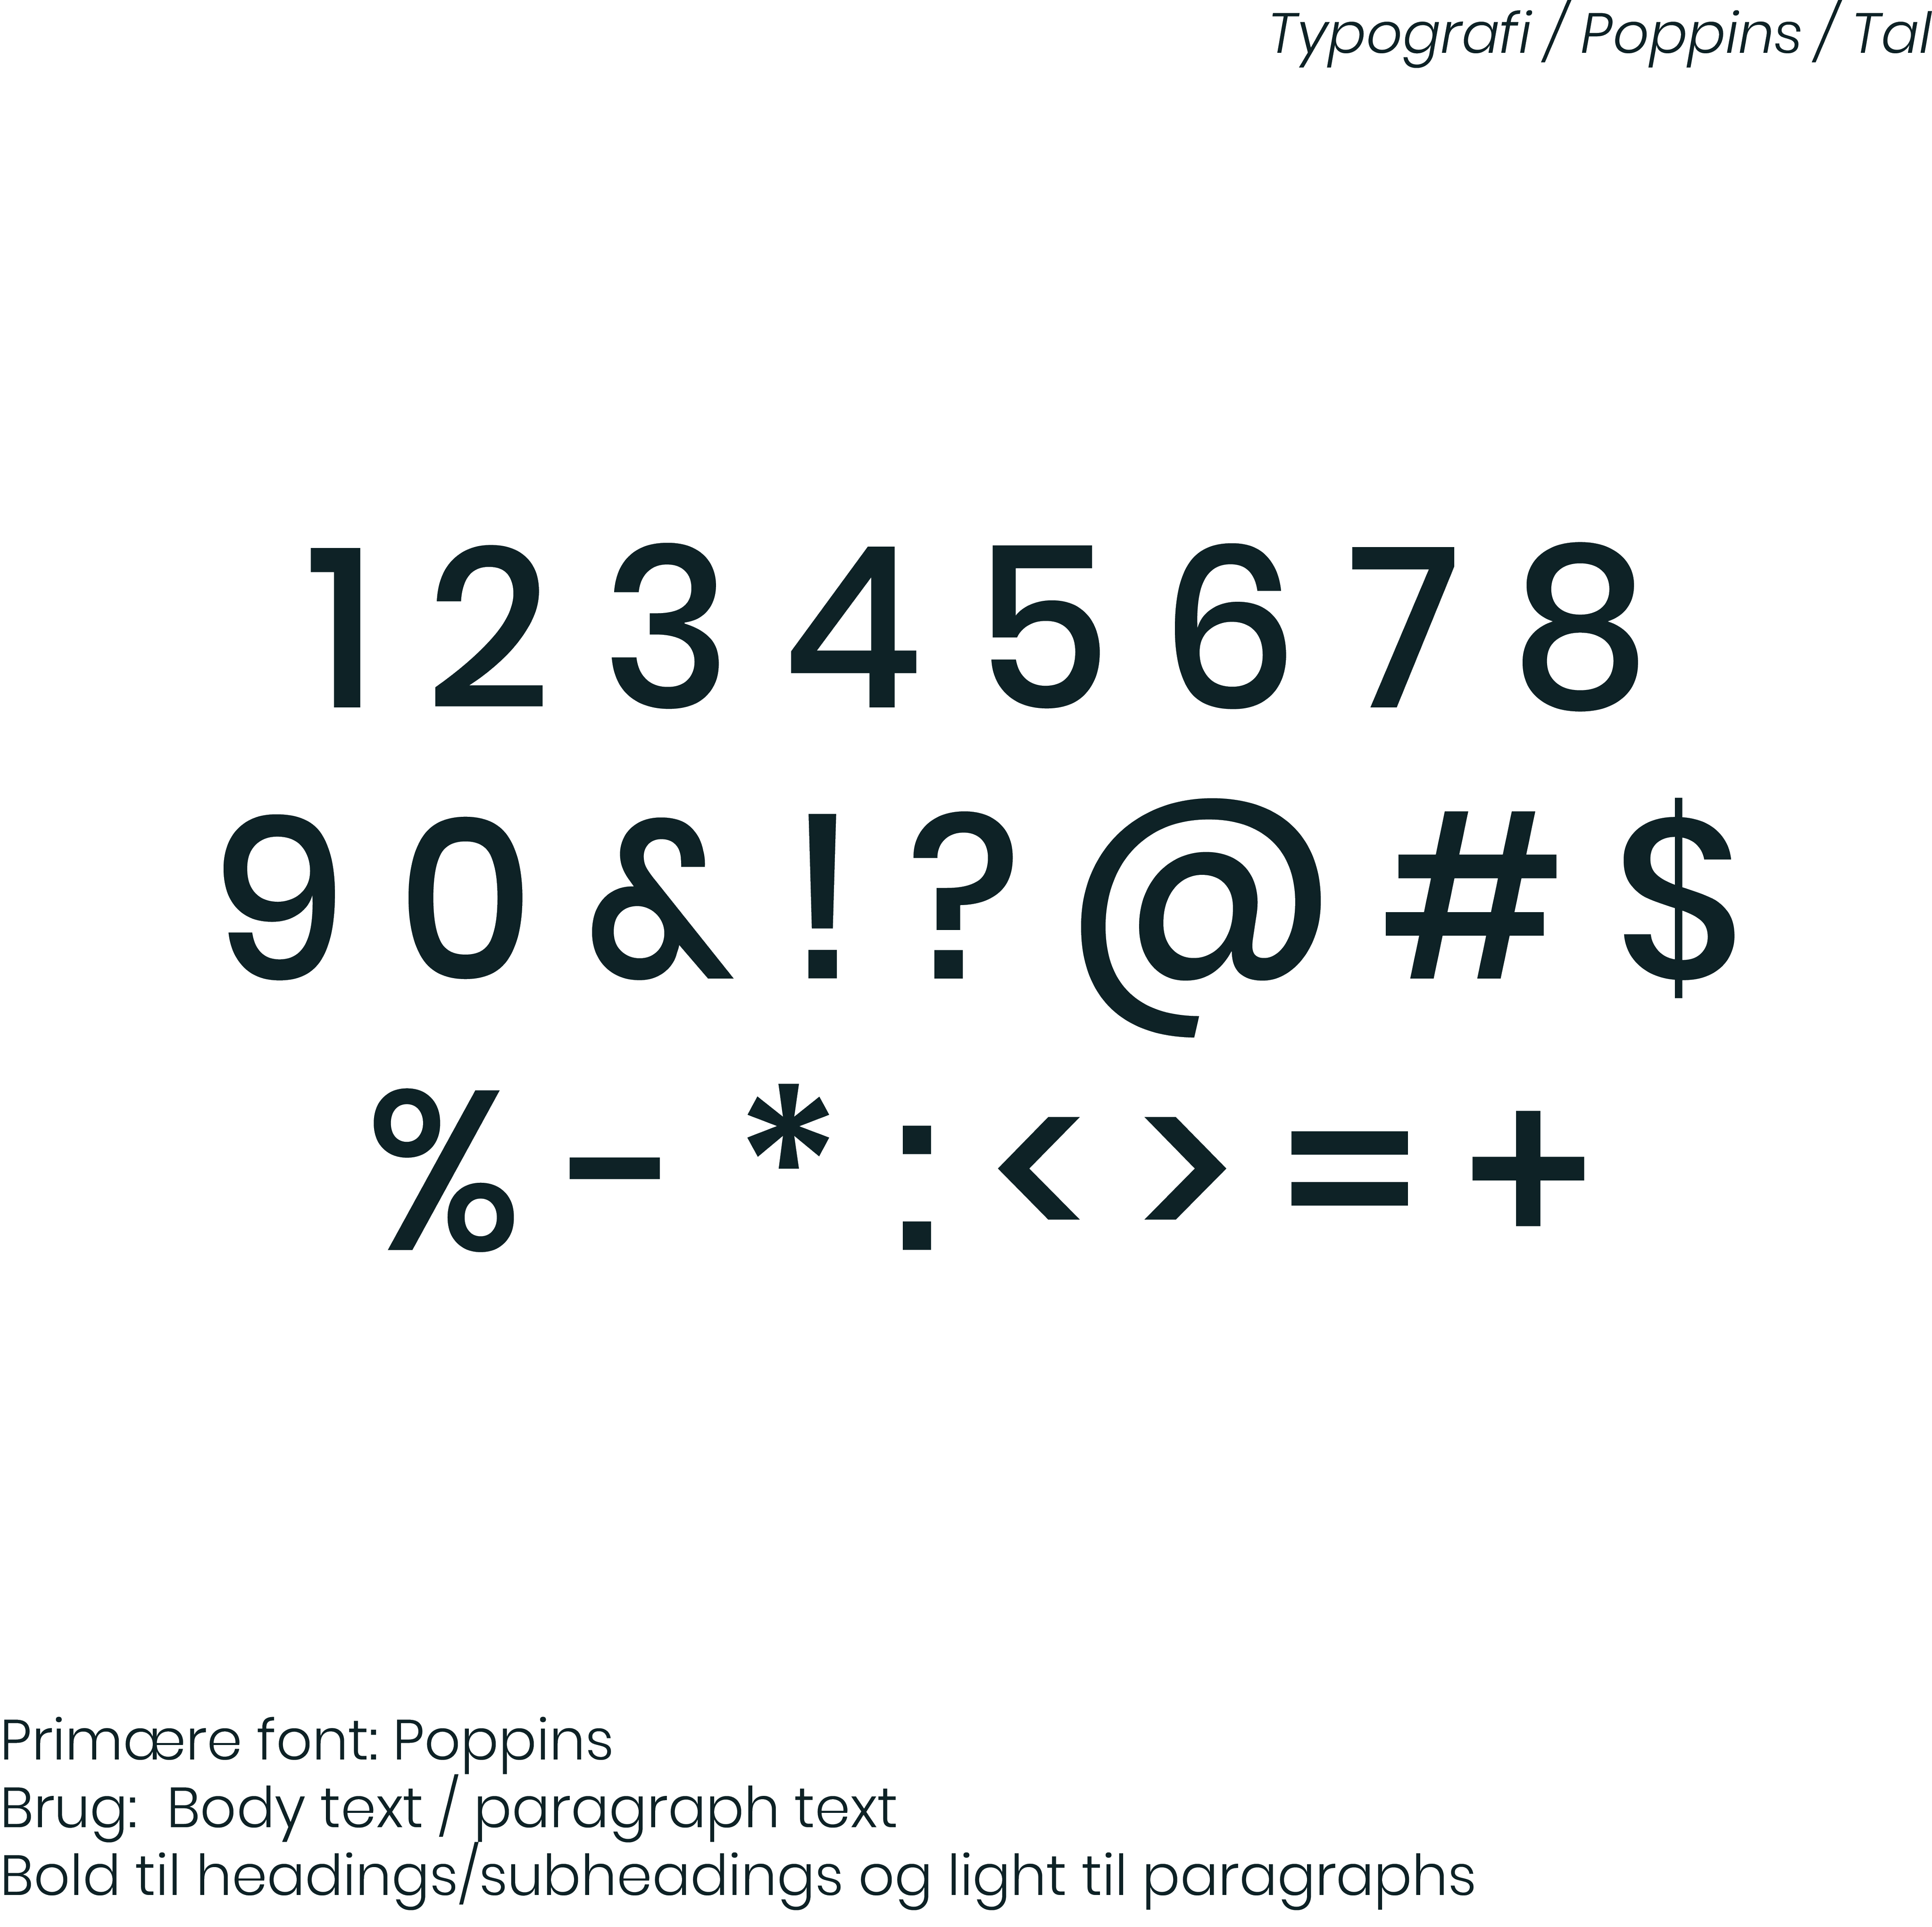 Typografi / Poppins / Tal
1 2 3 4 5 6 7 8
9 0 & ! ? @ # $
% - * : < > = +
Primære font: Poppins
Brug:  Body text / paragraph text
Bold til headings/subheadings og light til paragraphs